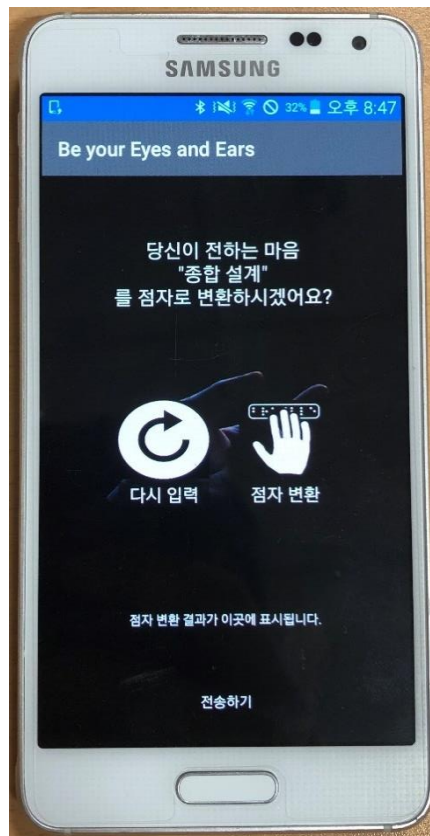 SAMSUNG
32% 오후 8:47
Be your Eyes and Ears
당신이 전하는 마음
"종합 설계"
를 점자로 변환하시겠어요?
다시 입력 점자 변환
점자 변환 결과가 이곳에 표시됩니다.
전송하기